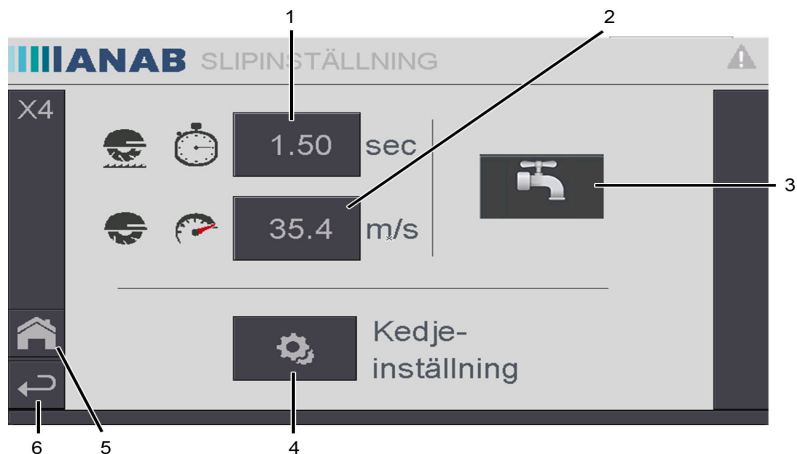 1
2
ANAB SLIPINSTÄLLNING
X4
1.50 sec
3
35.4 m/s
Kedje-
inställning
6
5
4